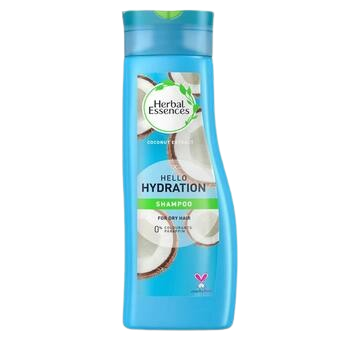 Herbal
Essences
COCONUT EXTRACT
HELLO
HYDRATION
SHAMPOO
FOR DRY HAIR
0% COLOURANTS
PARAFFIN